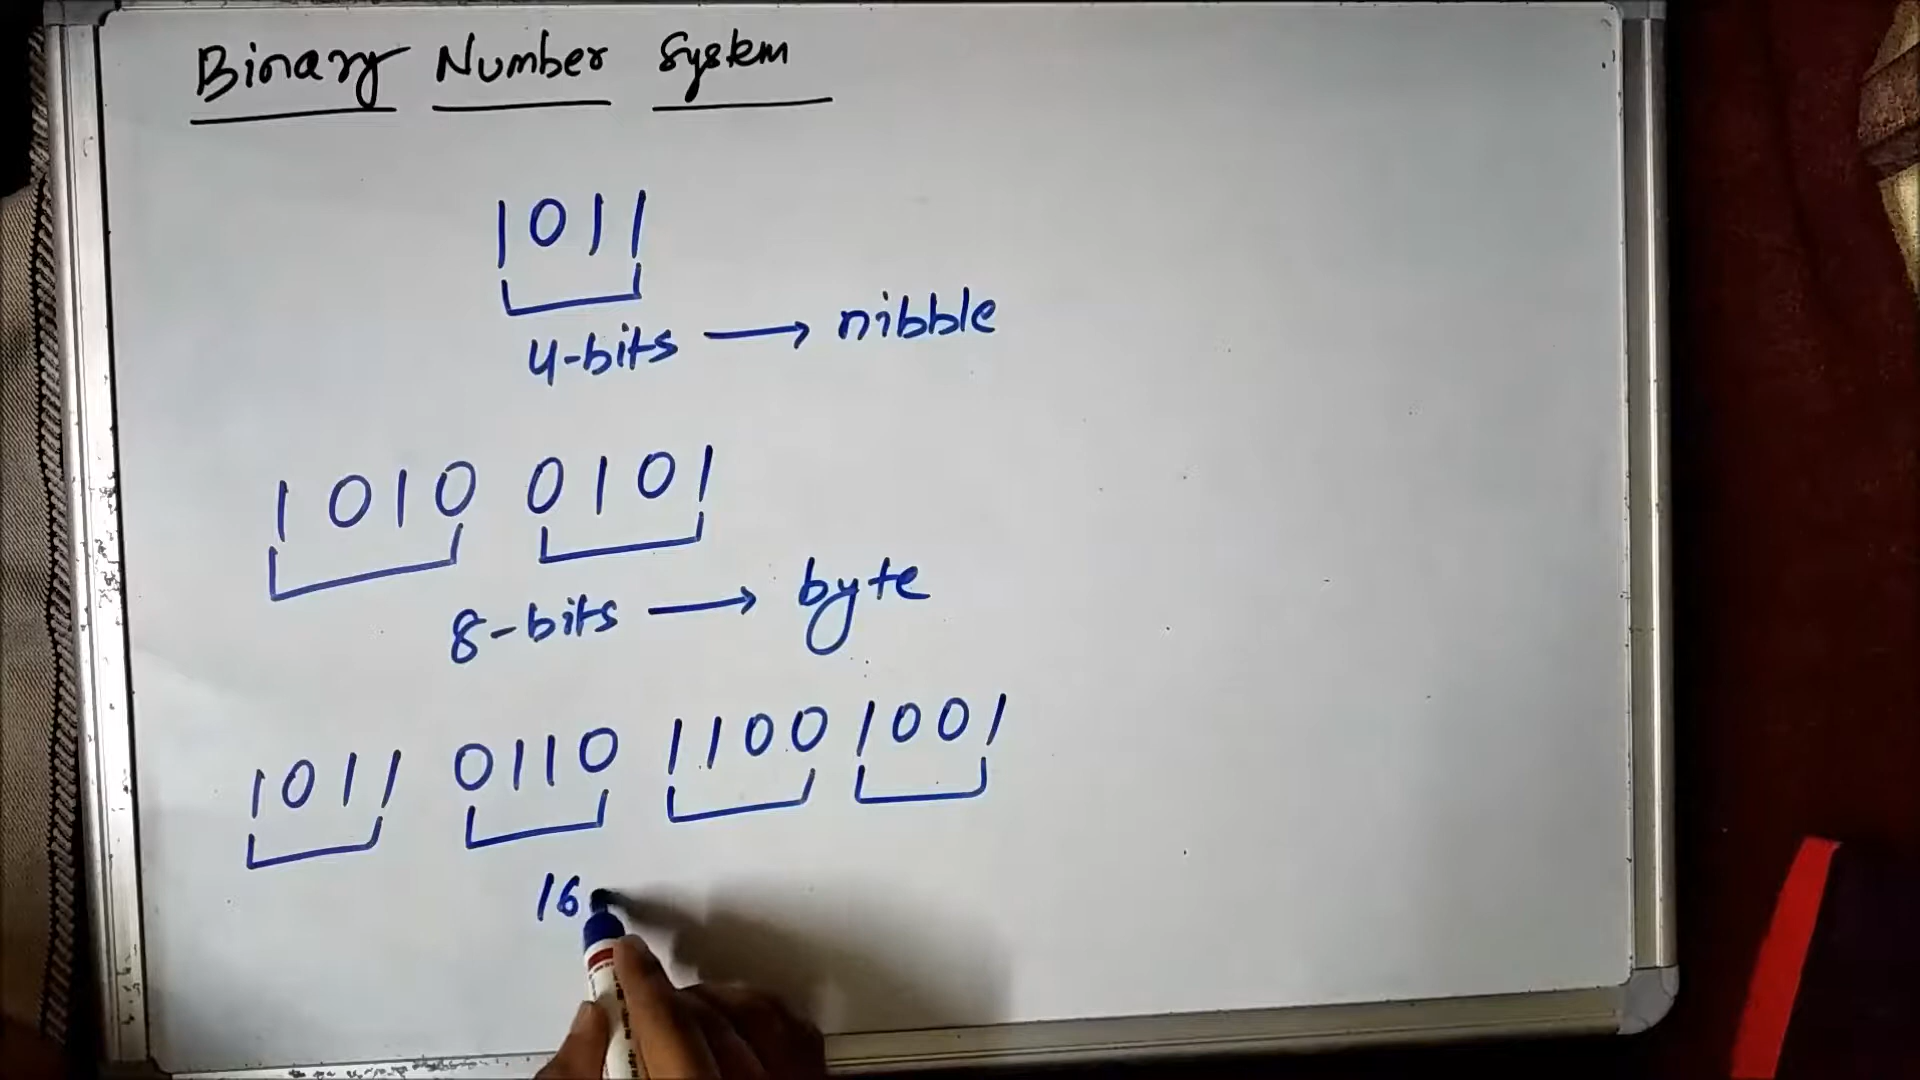 Binary Number System
1011
4-bits → nibble
1010 0101
8-bits → byte
1011 0110 1100 1001
16